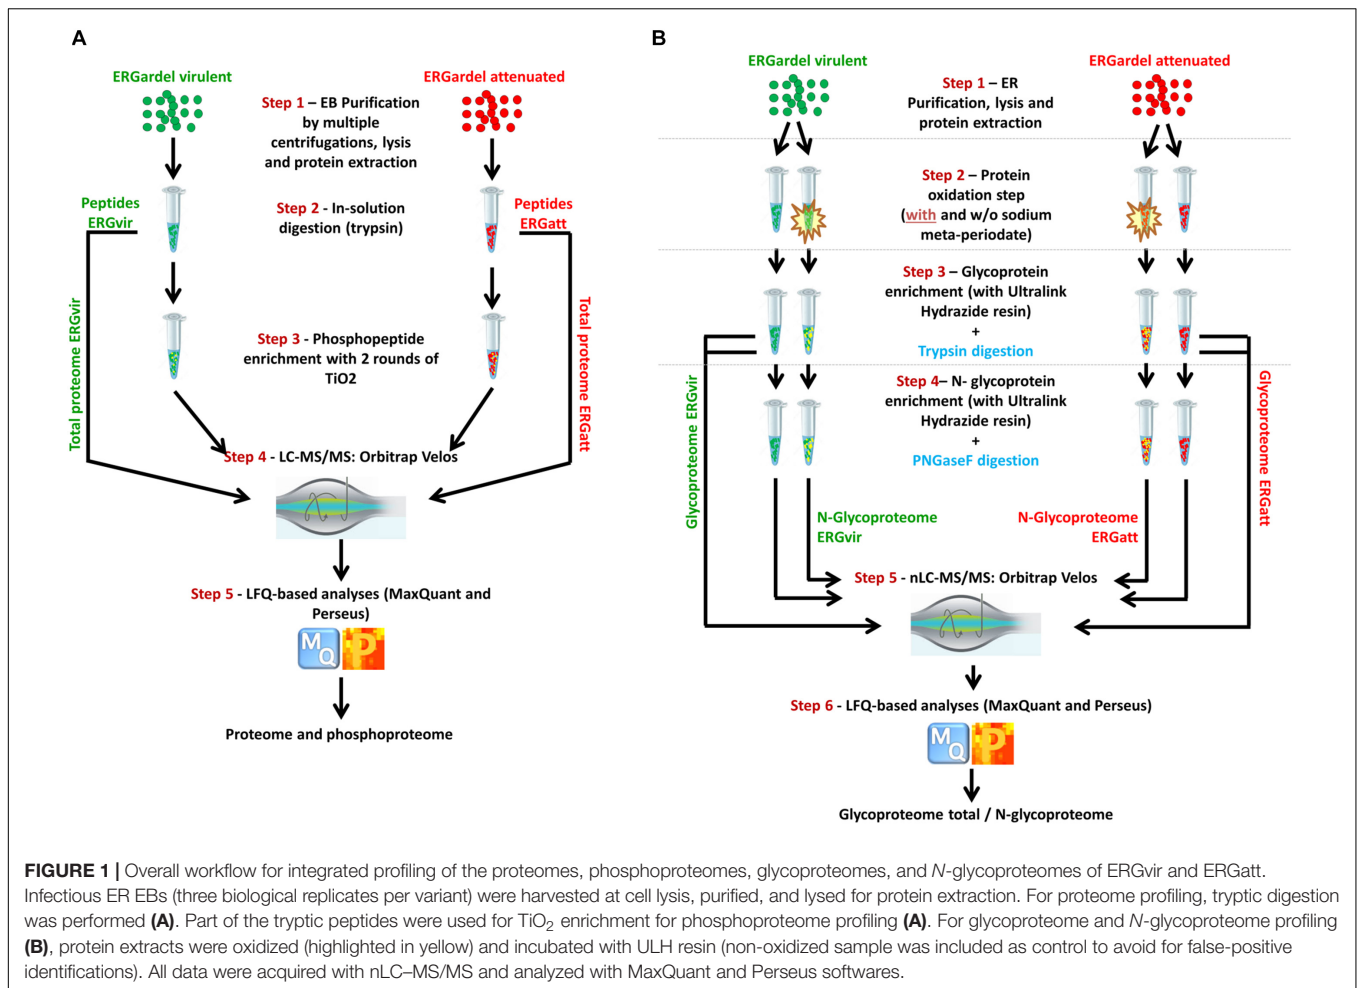 A
ERGardel virulent
ERGardel attenuated
Step 1 – EB Purification
by multiple
centrifugations, lysis
and protein extraction
Peptides
ERGvir
Step 2 - In-solution
digestion (trypsin)
Peptides
ERGatt
Total proteome ERGvir
Total proteome ERGatt
Step 3 - Phosphopeptide
enrichment with 2 rounds of
TiO2
Step 4 - LC-MS/MS: Orbitrap Velos
Step 5 - LFQ-based analyses (MaxQuant and
Perseus)
M
Q
P
Proteome and phosphoproteome
B
ERGardel virulent
ERGardel attenuated
Step 1 – ER
Purification, lysis and
protein extraction
Step 2 – Protein
oxidation step
(with and w/o sodium
meta-periodate)
Step 3 – Glycoprotein
enrichment (with Ultralink
Hydrazide resin)
+
Trypsin digestion
Step 4– N- glycoprotein
enrichment (with Ultralink
Hydrazide resin)
+
PNGaseF digestion
Glycoproteome ERGvir
Glycoproteome ERGatt
N-Glycoproteome
ERGvir
N-Glycoproteome
ERGatt
Step 5 - nLC-MS/MS: Orbitrap Velos
Step 6 - LFQ-based analyses (MaxQuant and Perseus)
M
Q
P
Glycoproteome total / N-glycoproteome
FIGURE 1 | Overall workflow for integrated profiling of the proteomes, phosphoproteomes, glycoproteomes, and N-glycoproteomes of ERGvir and ERGatt.
Infectious ER EBs (three biological replicates per variant) were harvested at cell lysis, purified, and lysed for protein extraction. For proteome profiling, tryptic digestion
was performed (A). Part of the tryptic peptides were used for TiO2 enrichment for phosphoproteome profiling (A). For glycoproteome and N-glycoproteome profiling
(B), protein extracts were oxidized (highlighted in yellow) and incubated with ULH resin (non-oxidized sample was included as control to avoid for false-positive
identifications). All data were acquired with nLC–MS/MS and analyzed with MaxQuant and Perseus softwares.